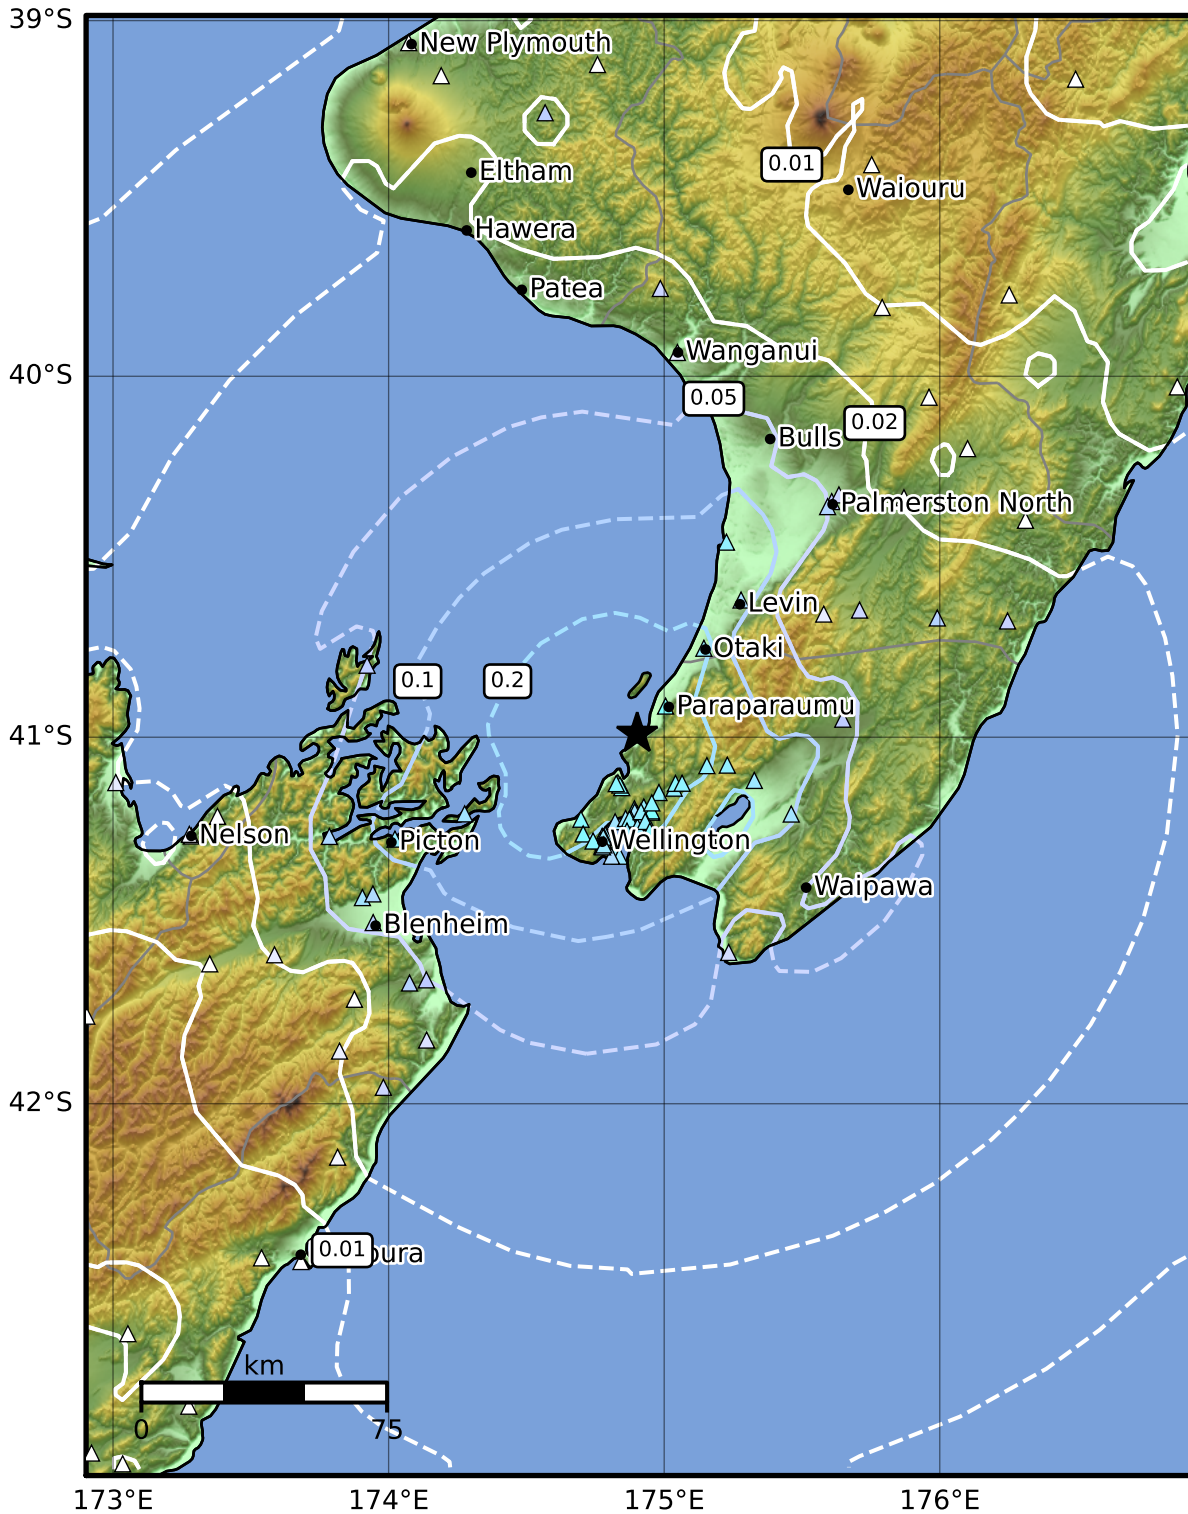 39°S
New Plymouth
0.01
Eltham
Waiouru
Hawera
Patea
Wanganui
40°S
0.05
0.02
Bulls
Palmerston North
Levin
Otaki
0.1
0.2
Paraparaumu
41°S
Nelson
Picton
Wellington
Waipawa
Blenheim
42°S
0.01
oura
km
0
75
173°E
174°E
175°E
176°E